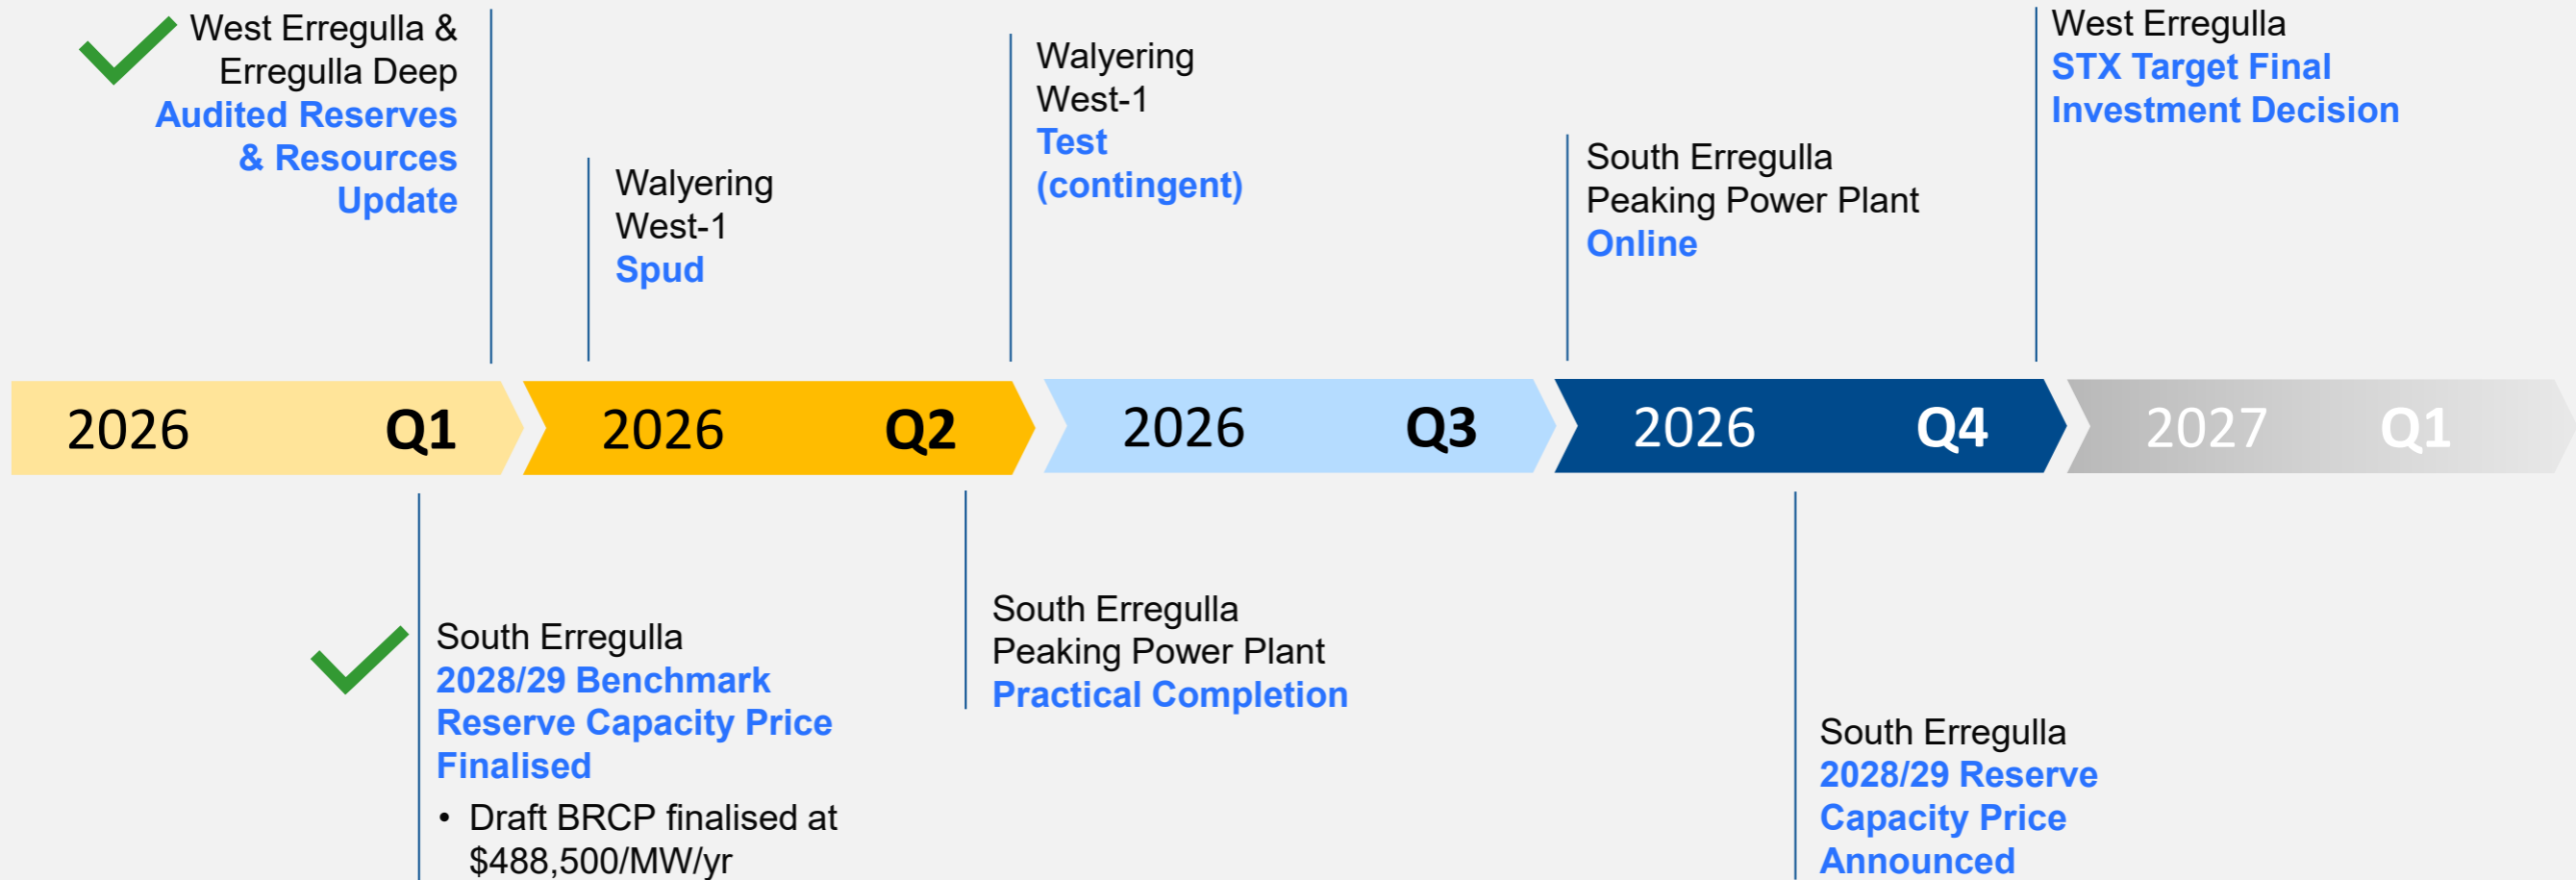 West Erregulla &
Erregulla Deep
Audited Reserves
& Resources
Update
Walyering
West-1
Spud
Walyering
West-1
Test
(contingent)
South Erregulla
Peaking Power Plant
Online
West Erregulla
STX Target Final
Investment Decision
2026 Q1
2026 Q2
2026 Q3
2026 Q4
2027 Q1
South Erregulla
2028/29 Benchmark
Reserve Capacity Price
Finalised
• Draft BRCP finalised at
$488,500/MW/yr
South Erregulla
Peaking Power Plant
Practical Completion
South Erregulla
2028/29 Reserve
Capacity Price
Announced